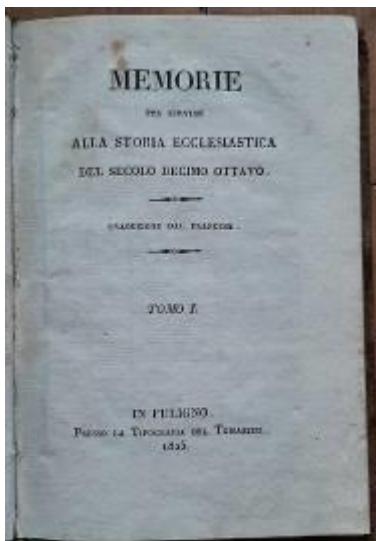 MEMORIE
PER SERVIRE
ALLA STORIA ECCLESIASTICA
DEL SECOLO DECIMO OTTAVO.
TRADUZIONE DAL FRANCESE.
TOMO I.
IN FULIGNO.
PRESSO LA TIPOGRAFIA DEL TOMASSINI.
1825.